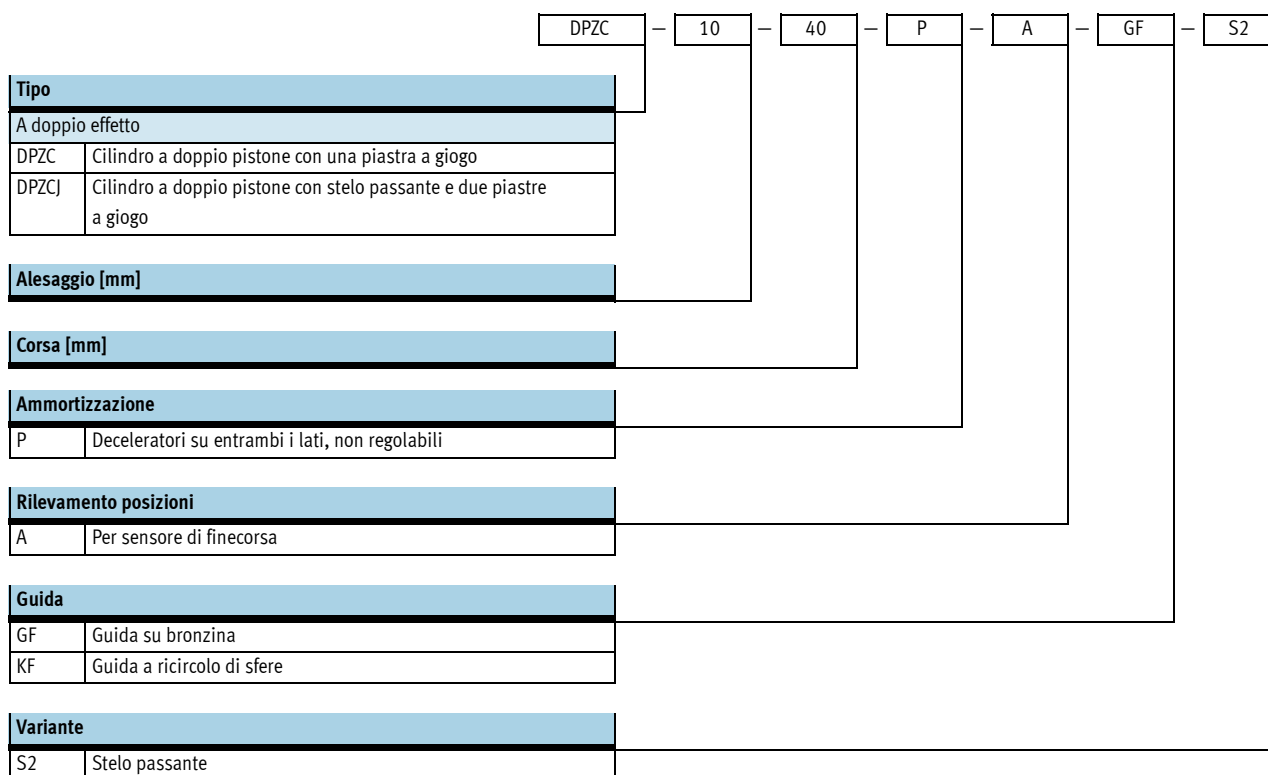 DPZC – 10 – 40 – P – A – GF – S2
Tipo
A doppio effetto
DPZC Cilindro a doppio pistone con una piastra a giogo
DPZCJ Cilindro a doppio pistone con stelo passante e due piastre
a giogo
Alesaggio [mm]
Corsa [mm]
Ammortizzazione
P Deceleratori su entrambi i lati, non regolabili
Rilevamento posizioni
A Per sensore di finecorsa
Guida
GF Guida su bronzina
KF Guida a ricircolo di sfere
Variante
S2 Stelo passante